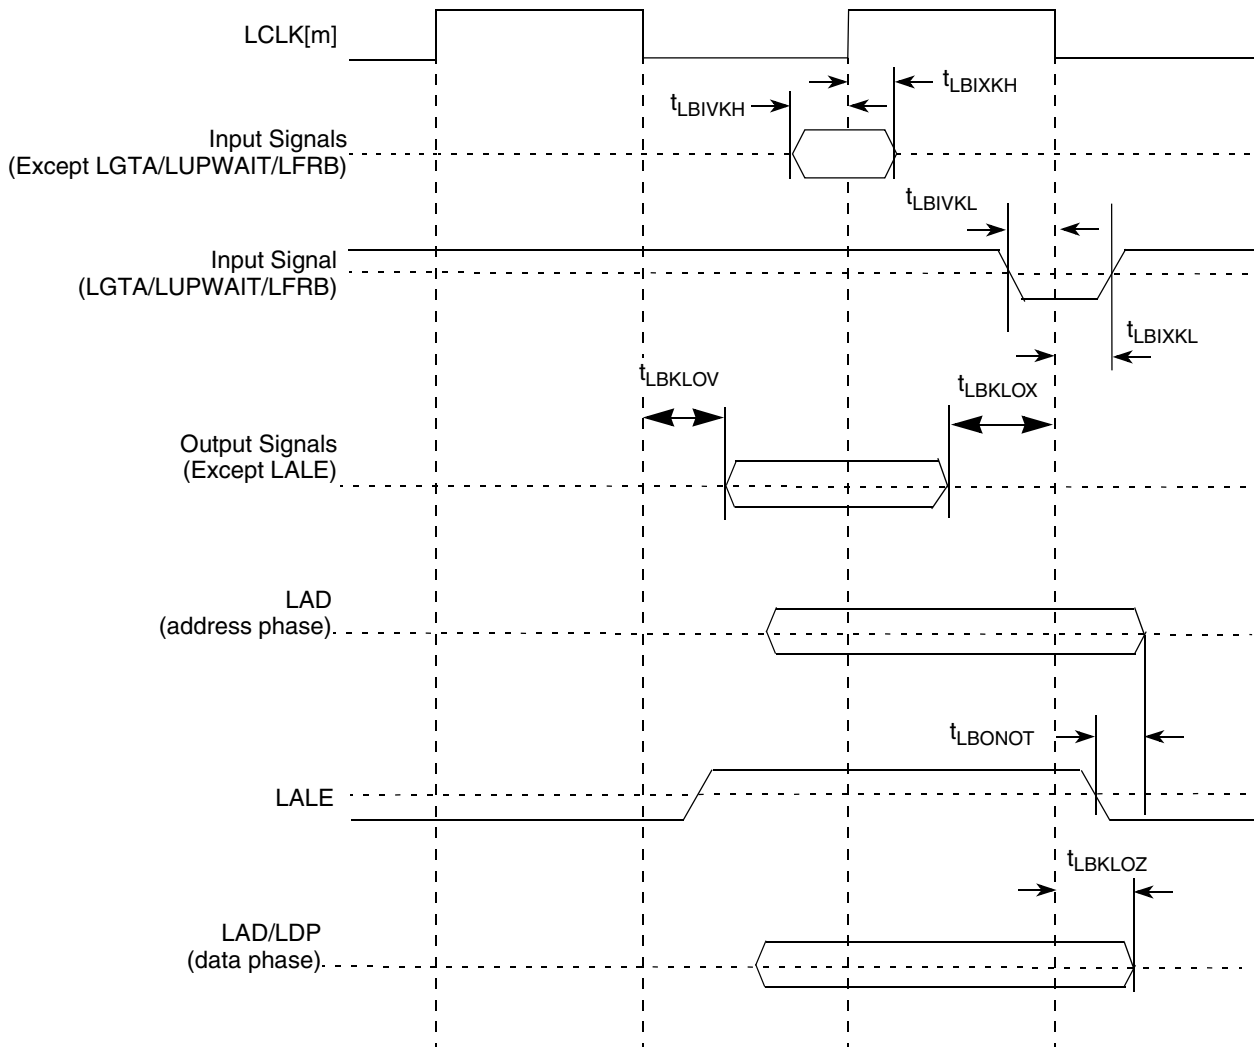 LCLK[m]
tLBIXKH
tLBIVKH
Input Signals
(Except LGTA/LUPWAIT/LFRB)
tLBIVKL
Input Signal
(LGTA/LUPWAIT/LFRB)
tLBIXKL
tLBKLOV
tLBKLOX
Output Signals
(Except LALE)
LAD
(address phase)
tLBONOT
LALE
tLBKLOZ
LAD/LDP
(data phase)